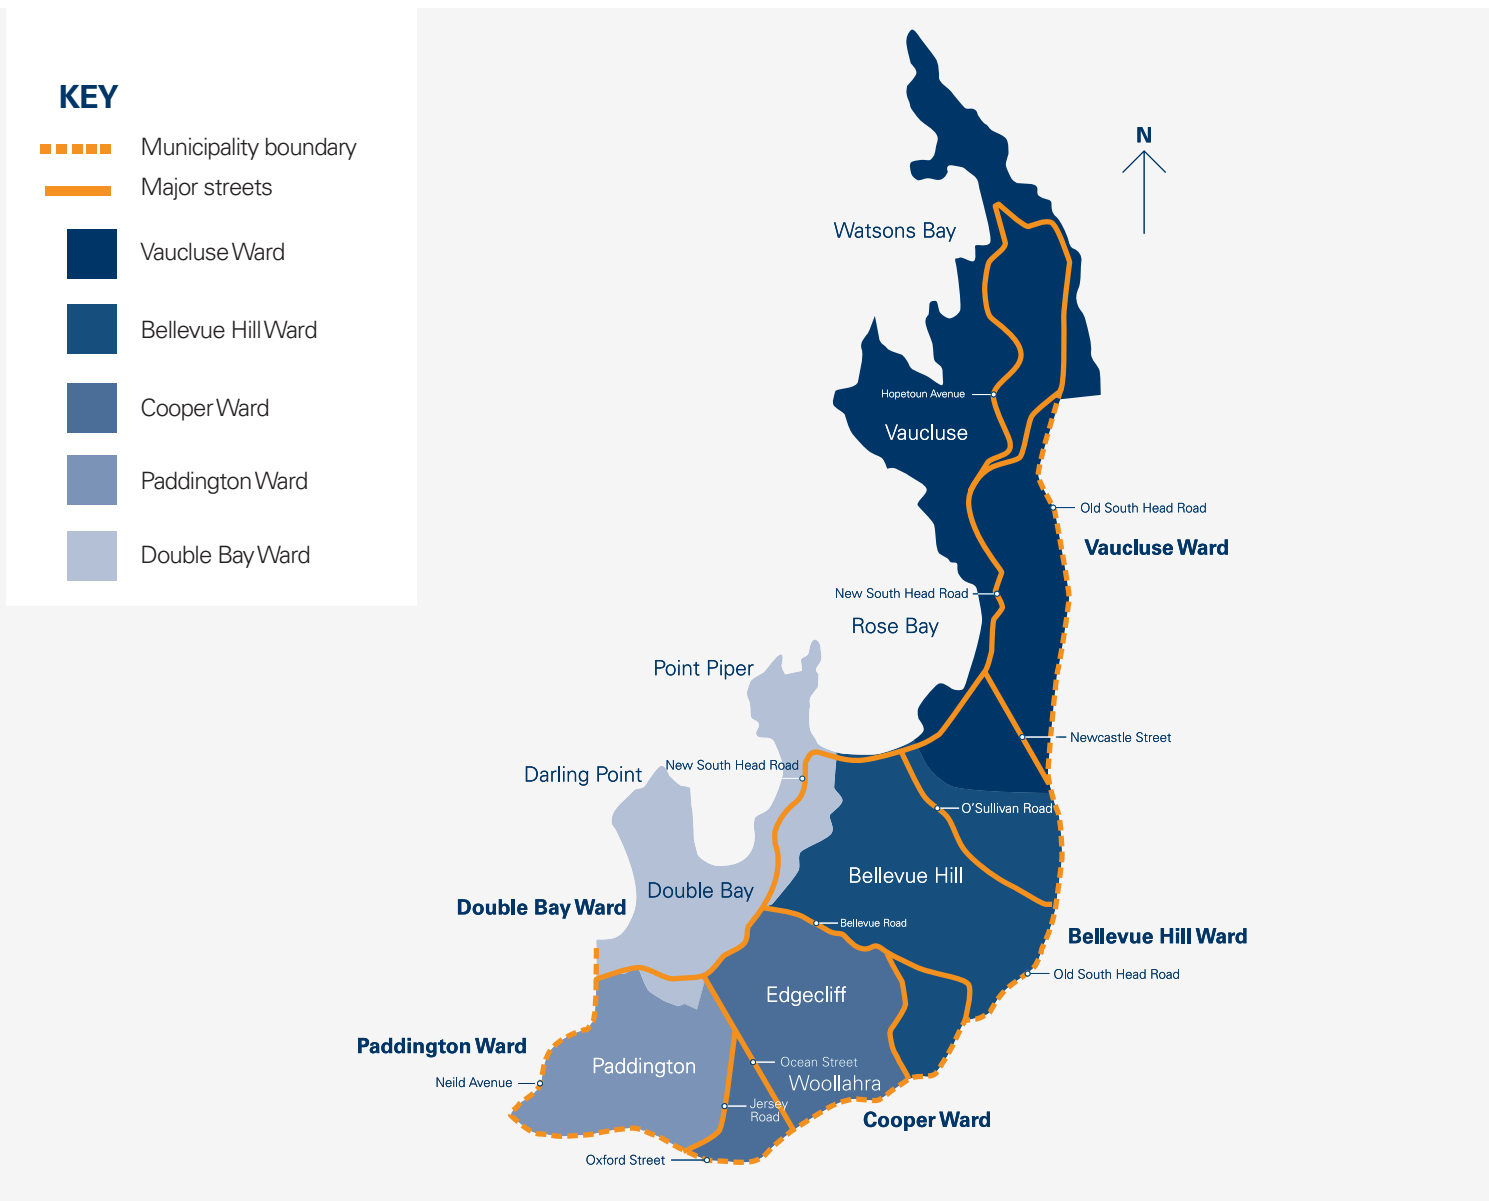 KEY
Municipality boundary
Major streets
Vaucluse Ward
Bellevue Hill Ward
Cooper Ward
Paddington Ward
Double Bay Ward
N
Watsons Bay
Hopetoun Avenue
Vaucluse
Old South Head Road
Vaucluse Ward
New South Head Road
Rose Bay
Point Piper
Newcastle Street
New South Head Road
Darling Point
O'Sullivan Road
Bellevue Hill
Double Bay
Double Bay Ward
Bellevue Road
Bellevue Hill Ward
Old South Head Road
Edgecliff
Paddington Ward
Paddington
Ocean Street
Neild Avenue
Woollahra
Jersey
Road
Cooper Ward
Oxford Street